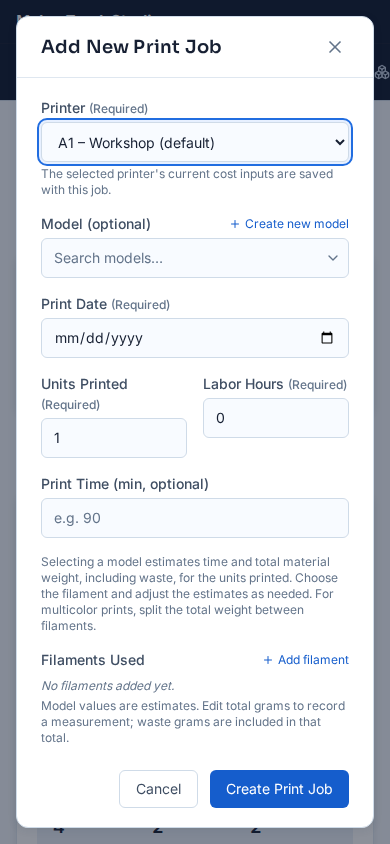 Add New Print Job
Printer (Required)
A1 – Workshop (default)
The selected printer's current cost inputs are saved
with this job.
Model (optional)
+ Create new model
Search models...
Print Date (Required)
mm/dd/yyyy
Units Printed
(Required)
Labor Hours (Required)
1
0
Print Time (min, optional)
e.g. 90
Selecting a model estimates time and total material
weight, including waste, for the units printed. Choose
the filament and adjust the estimates as needed. For
multicolor prints, split the total weight between
filaments.
Filaments Used
+ Add filament
No filaments added yet.
Model values are estimates. Edit total grams to record
a measurement; waste grams are included in that
total.
Cancel
Create Print Job